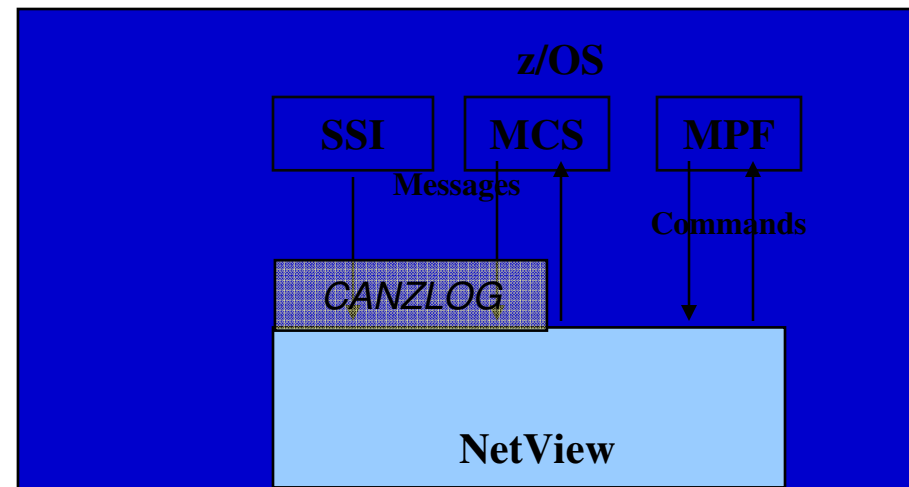 z/OS
SSI
MCS
MPF
Messages
Commands
CANZLOG
NetView